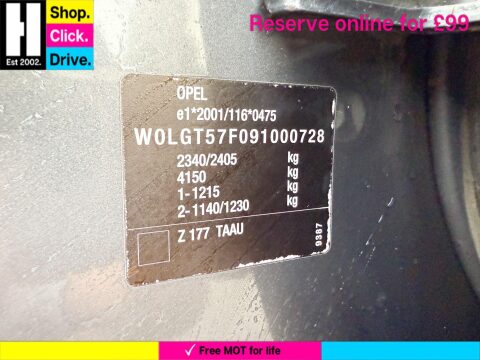 H
Est 2002.
Shop.
Click.
Drive.
Reserve online for £99
OPEL
e1*2001/116*0475
W0LGT57F091000728
2340/2405 kg
4150 kg
1-1215 kg
2-1140/1230 kg
Z 177 TAAU
9387
✓ Free MOT for life